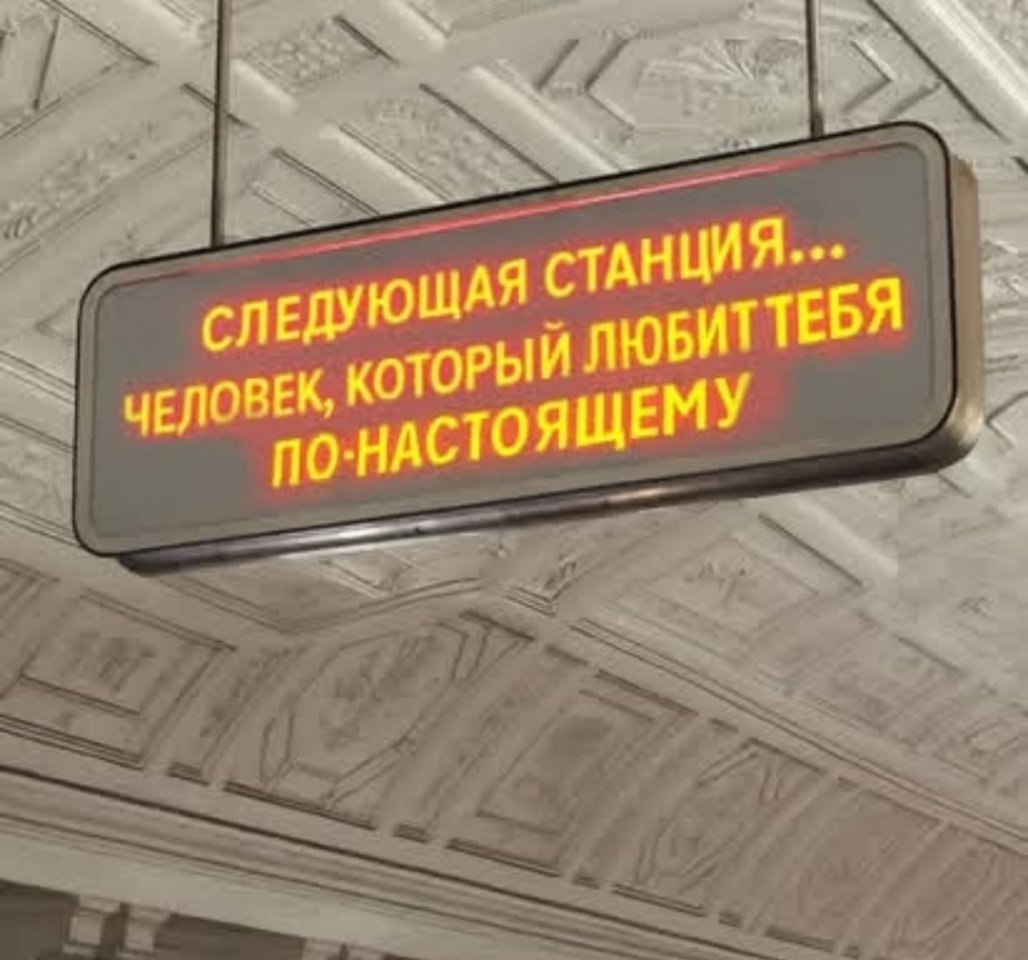 СЛЕДУЮЩАЯ СТАНЦИЯ...
ЧЕЛОВЕК, КОТОРЫЙ ЛЮБИТ ТЕБЯ
ПО-НАСТОЯЩЕМУ